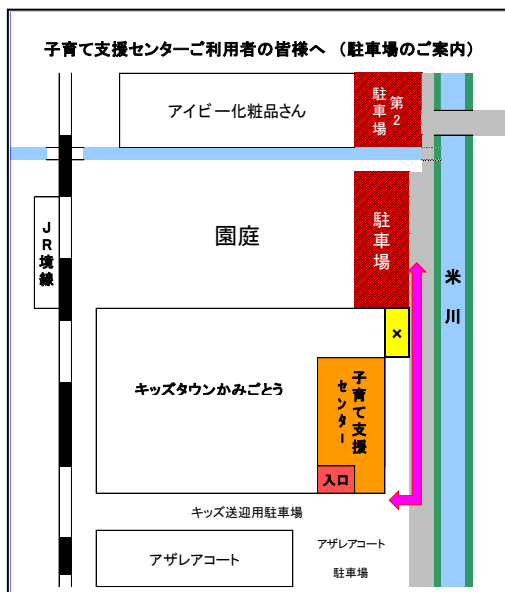 子育て支援センターご利用者の皆様へ （駐車場のご案内）
アイビー化粧品さん
第2
駐車場
園庭
駐車場
JR境線
米川
×
キッズタウンかみごとう
子育て支援
センター
入口
キッズ送迎用駐車場
アザレアコート
アザレアコート
駐車場